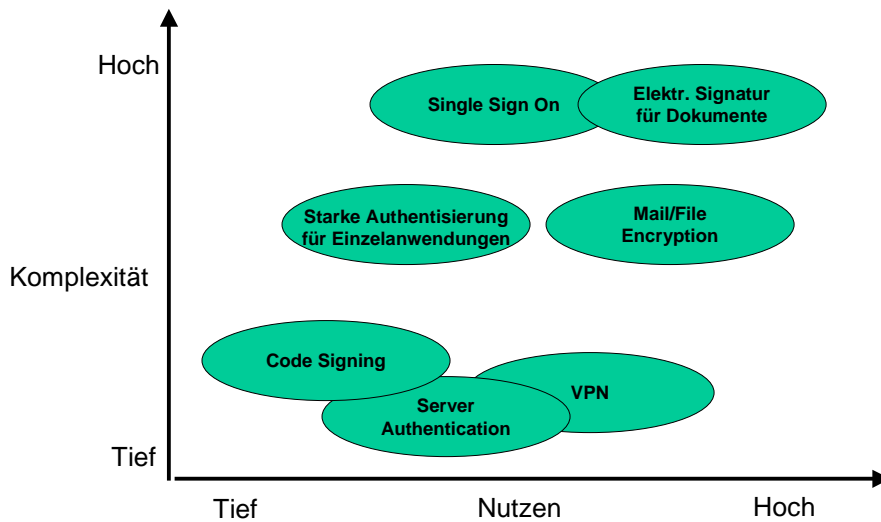 Hoch
Single Sign On
Elektr. Signatur
für Dokumente
Starke Authentisierung
für Einzelanwendungen
Mail/File
Encryption
Komplexität
Code Signing
VPN
Server
Authentication
Tief
Tief
Nutzen
Hoch